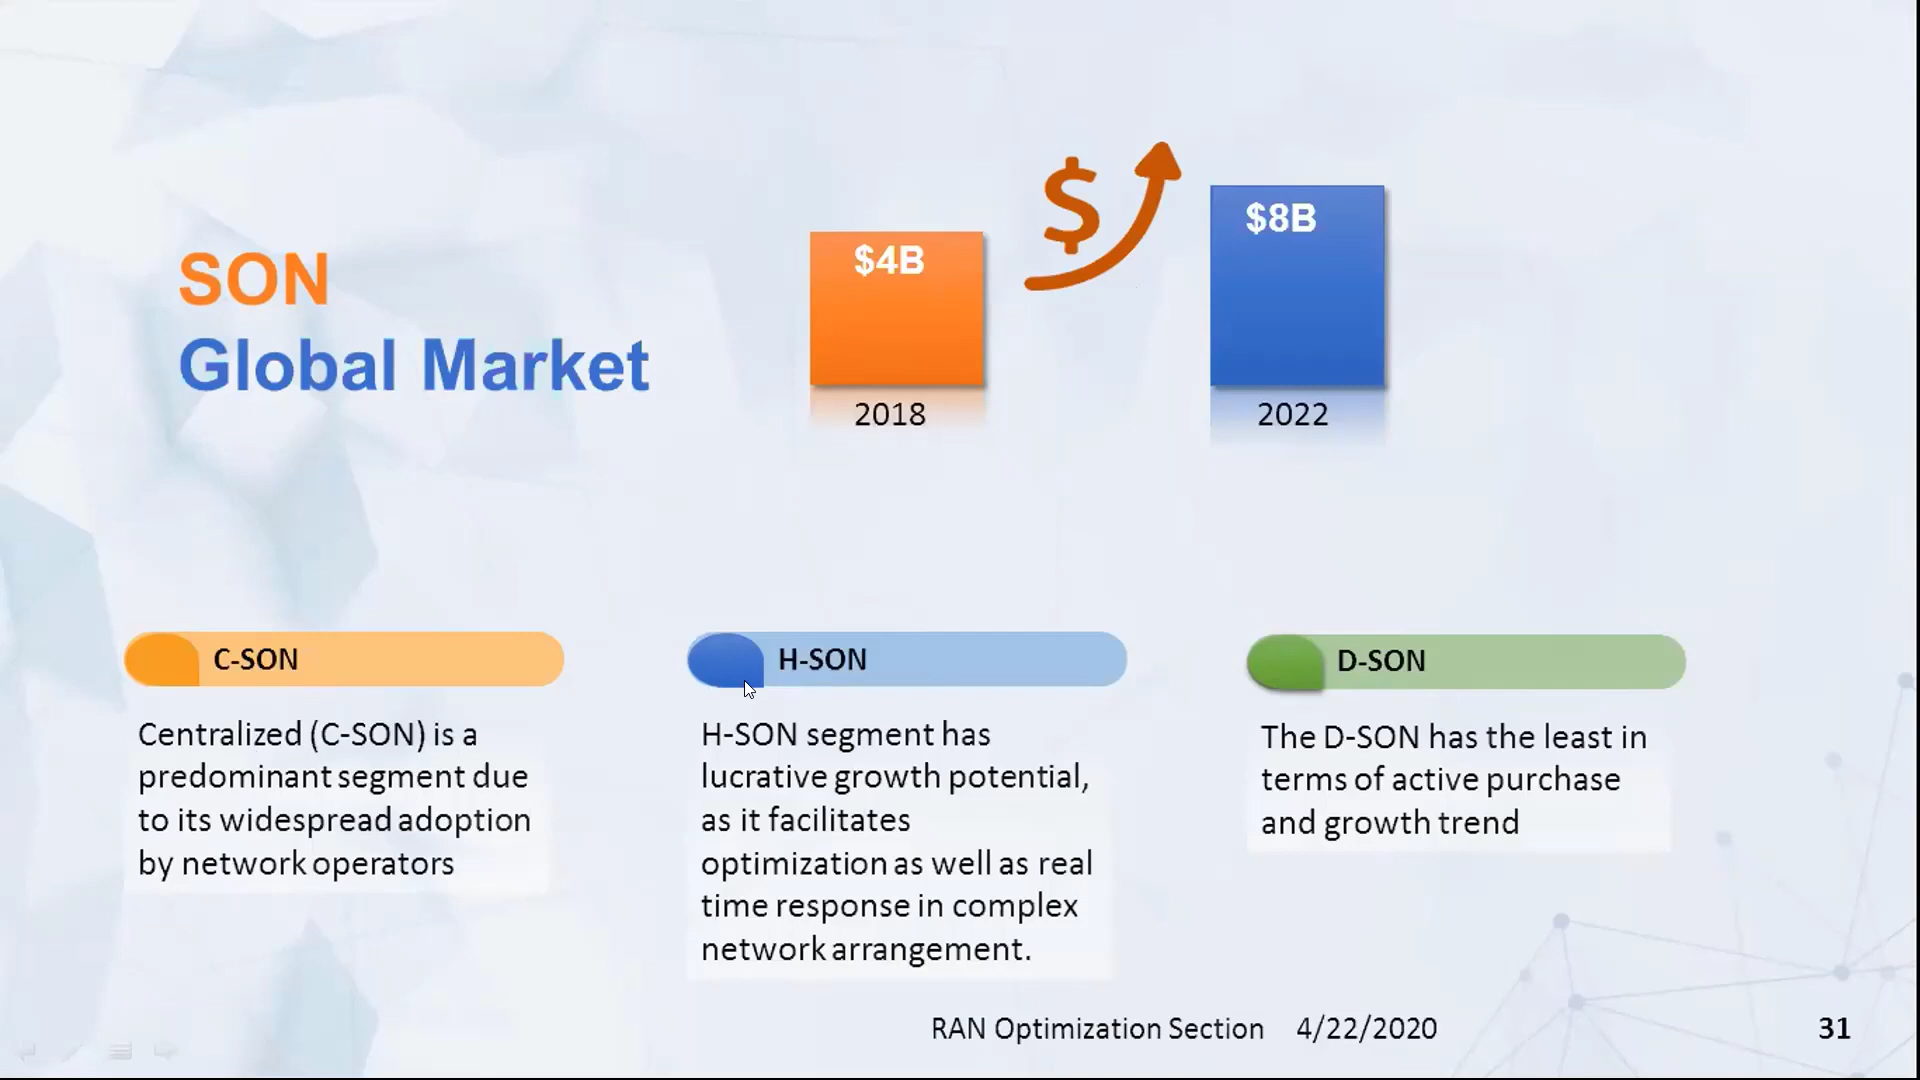 SON
Global Market
$4B
$
$8B
2018
2022
C-SON
Centralized (C-SON) is a
predominant segment due
to its widespread adoption
by network operators
H-SON
H-SON segment has
lucrative growth potential,
as it facilitates
optimization as well as real
time response in complex
network arrangement.
D-SON
The D-SON has the least in
terms of active purchase
and growth trend
RAN Optimization Section 4/22/2020 31